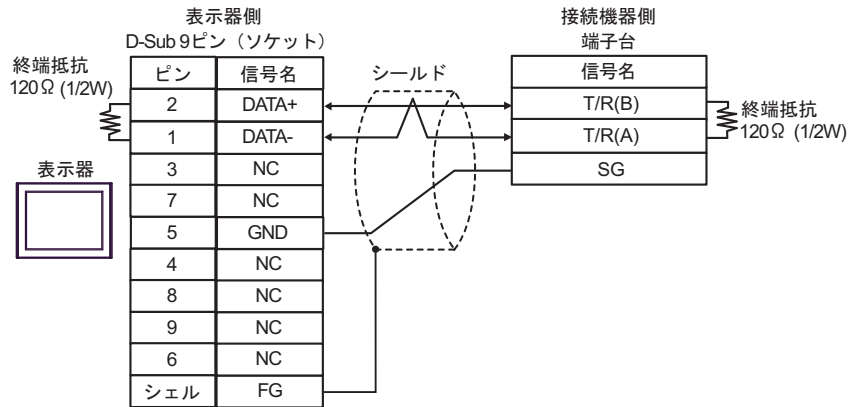 表示器側
D-Sub 9ピン（ソケット）
接続機器側
端子台
終端抵抗
120Ω (1/2W)
ピン 信号名
シールド
信号名
2 DATA+
T/R(B)
終端抵抗
120Ω (1/2W)
1 DATA-
T/R(A)
表示器
3 NC
SG
7 NC
5 GND
4 NC
8 NC
9 NC
6 NC
シェル FG